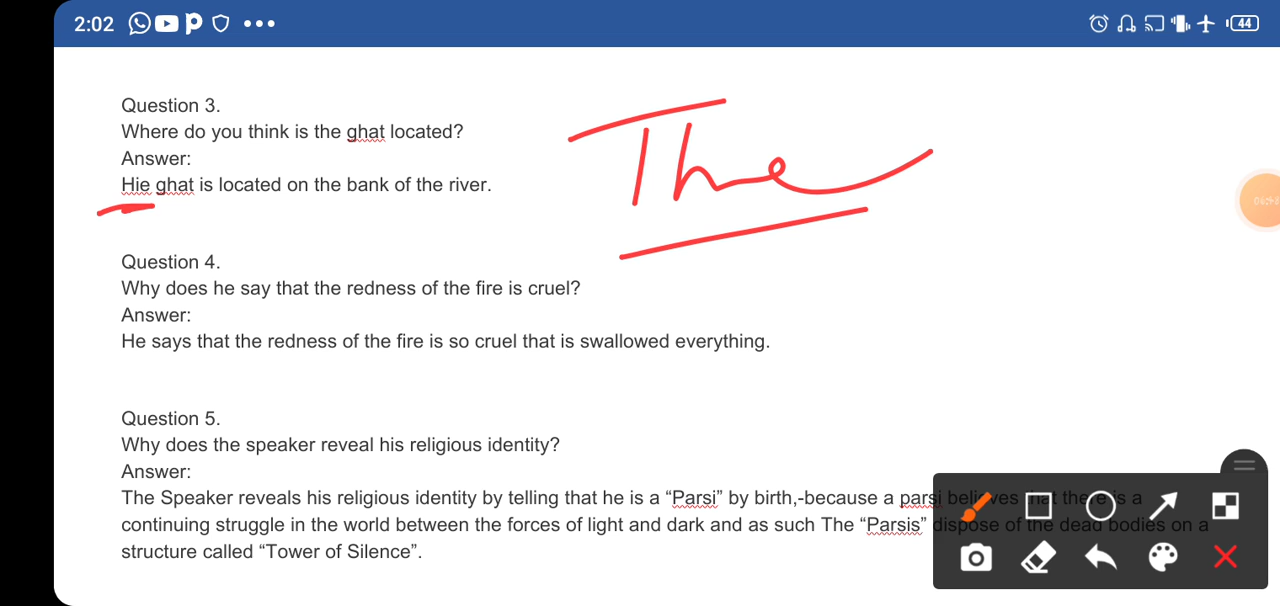 2:02
44
Question 3.
Where do you think is the ghat located?
Answer:
Hie ghat is located on the bank of the river.
The
Question 4.
Why does he say that the redness of the fire is cruel?
Answer:
He says that the redness of the fire is so cruel that is swallowed everything.
Question 5.
Why does the speaker reveal his religious identity?
Answer:
The Speaker reveals his religious identity by telling that he is a “Parsi” by birth,-because a parsi believes that there is a
continuing struggle in the world between the forces of light and dark and as such The “Parsis” dispose of the dead bodies on a
structure called “Tower of Silence”.